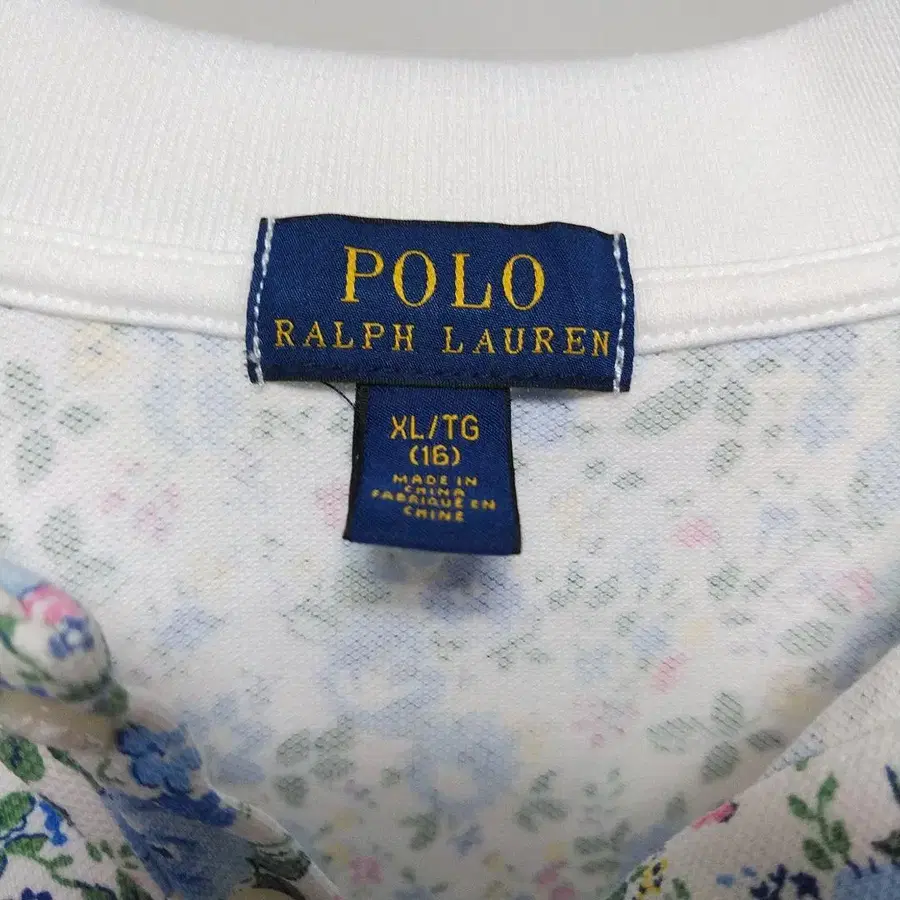 POLO
RALPH LAUREN
XL/TG
(16)
MADE IN
CHINA
FABRIQUÉ EN
CHINE